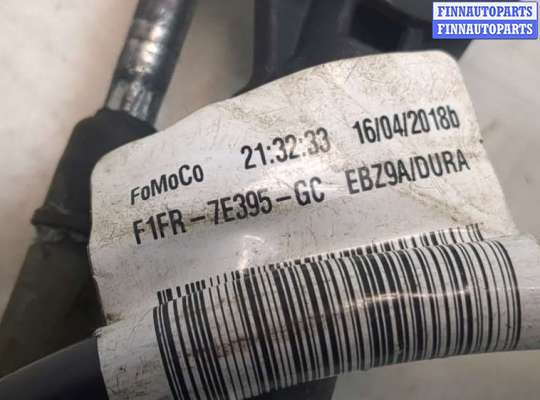 FINNAUTOPARTS
FINNAUTOPARTS
FoMoCo 21:32:33 16/04/2018b
F1FR-7E395-GC EBZ9A/DURA